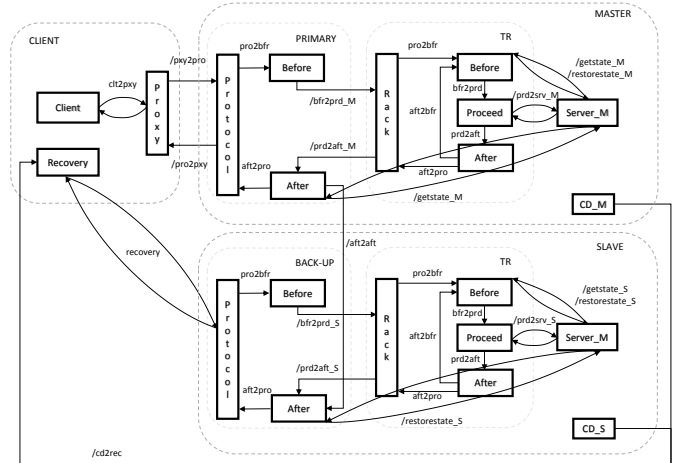 MASTER
CLIENT
PRIMARY
TR
/pxy2pro
pro2bfr
Before
/bfr2prd_M
pro2bfr
Before
/getstate_M
/restorestate_M
clt2pxy
Client
Proxy
Protocol
Rack
aft2bfr
bfr2prd
Proceed
/prd2srv_M
Server_M
prd2aft
/prd2aft_M
After
aft2pro
/pro2pxy
aft2pro
After
/getstate_M
Recovery
CD_M
/aft2aft
recovery
SLAVE
BACK-UP
TR
pro2bfr
Before
/bfr2prd_S
pro2bfr
Before
/getstate_S
/restorestate_S
Protocol
Rack
aft2bfr
bfr2prd
Proceed
/prd2srv_S
Server_M
prd2aft
/prd2aft_S
After
aft2pro
aft2pro
After
/restorestate_S
CD_S
/cd2rec